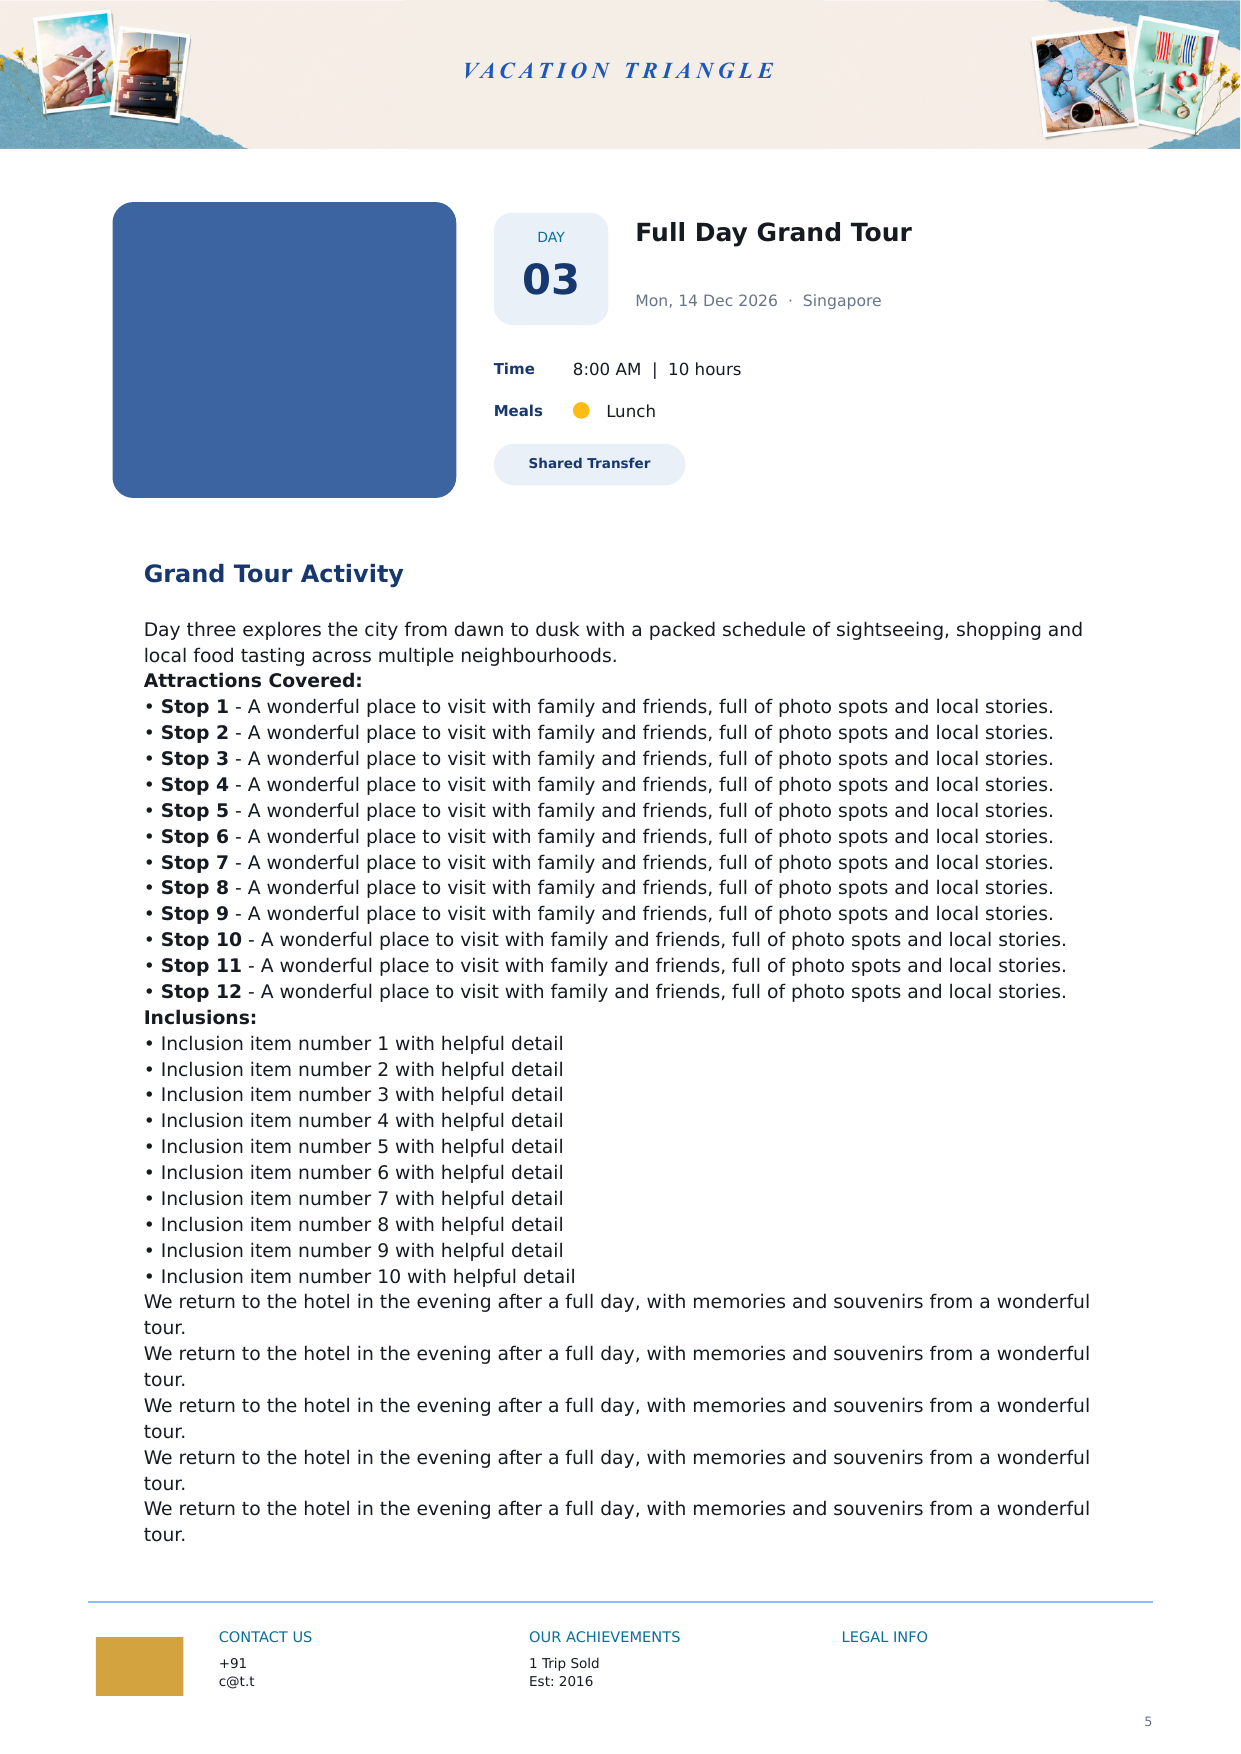 VACATION TRIANGLE
DAY
03
Full Day Grand Tour
Mon, 14 Dec 2026 · Singapore
Time 8:00 AM | 10 hours
Meals Lunch
Shared Transfer
Grand Tour Activity
Day three explores the city from dawn to dusk with a packed schedule of sightseeing, shopping and
local food tasting across multiple neighbourhoods.
Attractions Covered:
• Stop 1 - A wonderful place to visit with family and friends, full of photo spots and local stories.
• Stop 2 - A wonderful place to visit with family and friends, full of photo spots and local stories.
• Stop 3 - A wonderful place to visit with family and friends, full of photo spots and local stories.
• Stop 4 - A wonderful place to visit with family and friends, full of photo spots and local stories.
• Stop 5 - A wonderful place to visit with family and friends, full of photo spots and local stories.
• Stop 6 - A wonderful place to visit with family and friends, full of photo spots and local stories.
• Stop 7 - A wonderful place to visit with family and friends, full of photo spots and local stories.
• Stop 8 - A wonderful place to visit with family and friends, full of photo spots and local stories.
• Stop 9 - A wonderful place to visit with family and friends, full of photo spots and local stories.
• Stop 10 - A wonderful place to visit with family and friends, full of photo spots and local stories.
• Stop 11 - A wonderful place to visit with family and friends, full of photo spots and local stories.
• Stop 12 - A wonderful place to visit with family and friends, full of photo spots and local stories.
Inclusions:
• Inclusion item number 1 with helpful detail
• Inclusion item number 2 with helpful detail
• Inclusion item number 3 with helpful detail
• Inclusion item number 4 with helpful detail
• Inclusion item number 5 with helpful detail
• Inclusion item number 6 with helpful detail
• Inclusion item number 7 with helpful detail
• Inclusion item number 8 with helpful detail
• Inclusion item number 9 with helpful detail
• Inclusion item number 10 with helpful detail
We return to the hotel in the evening after a full day, with memories and souvenirs from a wonderful
tour.
We return to the hotel in the evening after a full day, with memories and souvenirs from a wonderful
tour.
We return to the hotel in the evening after a full day, with memories and souvenirs from a wonderful
tour.
We return to the hotel in the evening after a full day, with memories and souvenirs from a wonderful
tour.
We return to the hotel in the evening after a full day, with memories and souvenirs from a wonderful
tour.
CONTACT US
+91
c@t.t
OUR ACHIEVEMENTS
1 Trip Sold
Est: 2016
LEGAL INFO
5